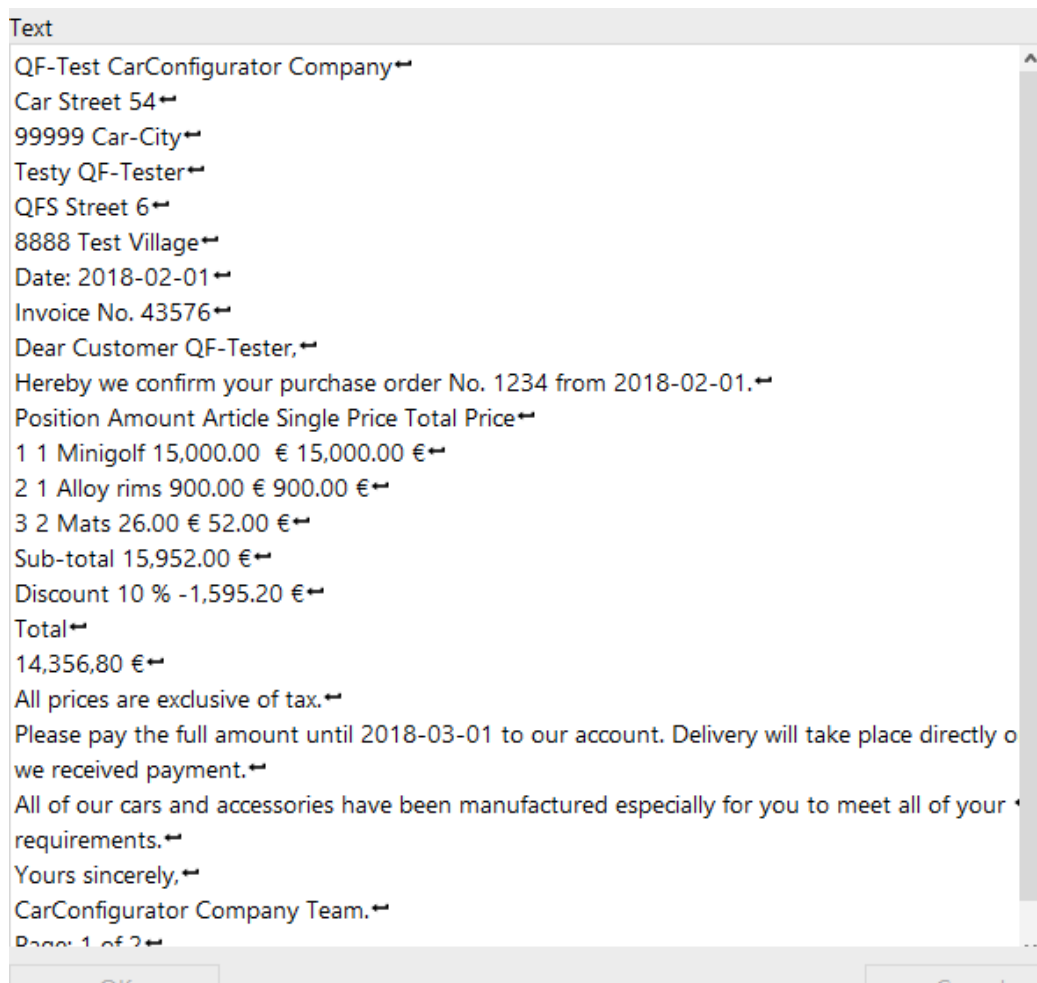 Text
QF-Test CarConfigurator Company↵
Car Street 54↵
99999 Car-City↵
Testy QF-Tester↵
QFS Street 6↵
8888 Test Village↵
Date: 2018-02-01↵
Invoice No. 43576↵
Dear Customer QF-Tester,↵
Hereby we confirm your purchase order No. 1234 from 2018-02-01.↵
Position Amount Article Single Price Total Price↵
1 1 Minigolf 15,000.00  € 15,000.00 €↵
2 1 Alloy rims 900.00 € 900.00 €↵
3 2 Mats 26.00 € 52.00 €↵
Sub-total 15,952.00 €↵
Discount 10 % -1,595.20 €↵
Total↵
14,356,80 €↵
All prices are exclusive of tax.↵
Please pay the full amount until 2018-03-01 to our account. Delivery will take place directly
we received payment.↵
All of our cars and accessories have been manufactured especially for you to meet all of your
requirements.↵
Yours sincerely,↵
CarConfigurator Company Team.↵
Page: 1 of 2↵